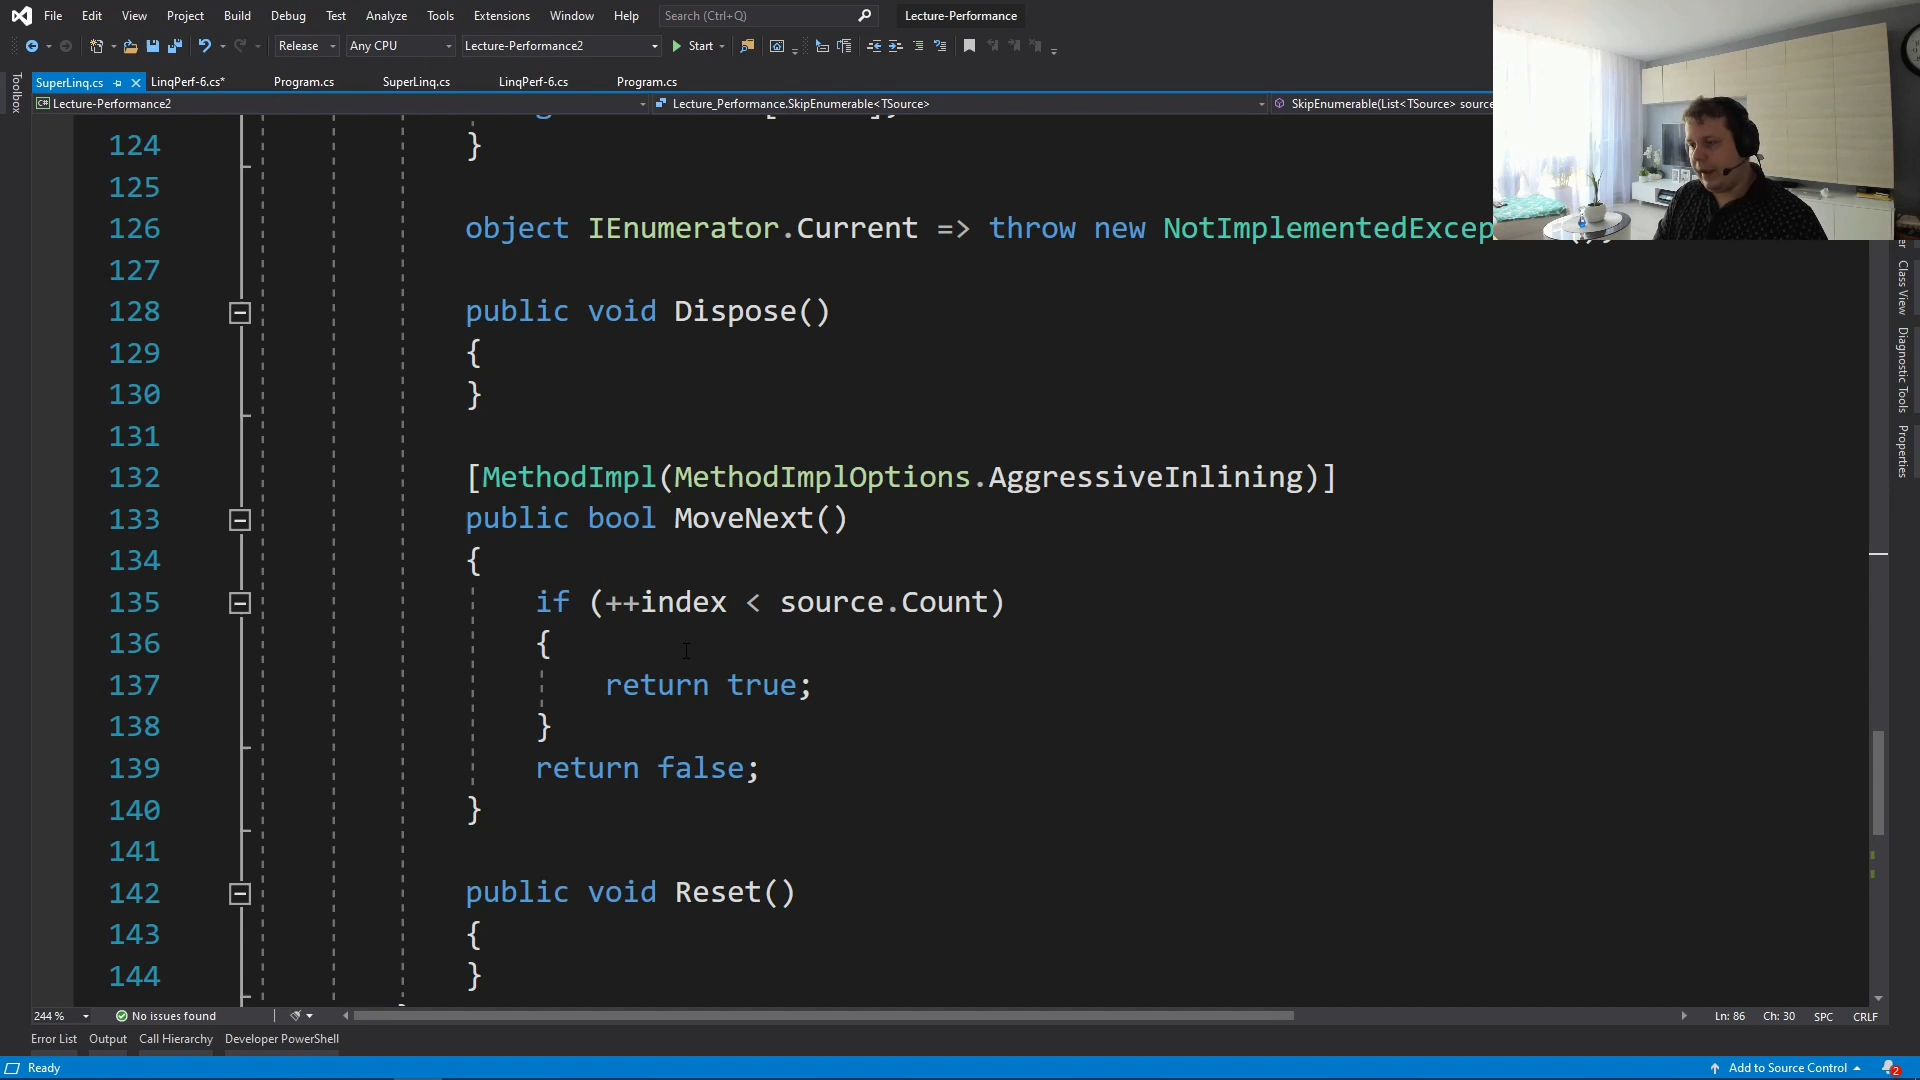 File Edit View Project Build Debug Test Analyze Tools Extensions Window Help Search (Ctrl+Q) Lecture-Performance
Release Any CPU Lecture-Performance2 Start
SuperLinq.cs LinqPerf-6.cs* Program.cs SuperLinq.cs LinqPerf-6.cs Program.cs
Toolbox
Lecture-Performance2 Lecture_Performance.SkipEnumerable<TSource> SkipEnumerable(List<TSource> source
124 }
125
126 object IEnumerator.Current => throw new NotImplementedExcep
127
128 public void Dispose()
129 {
130 }
131
132 [MethodImpl(MethodImplOptions.AggressiveInlining)]
133 public bool MoveNext()
134 {
135 if (++index < source.Count)
136 {
137 return true;
138 }
139 return false;
140 }
141
142 public void Reset()
143 {
144 }
Class View
Diagnostic Tools
Properties
244 % No issues found Ln: 86 Ch: 30 SPC CRLF
Error List Output Call Hierarchy Developer PowerShell
Ready Add to Source Control 2